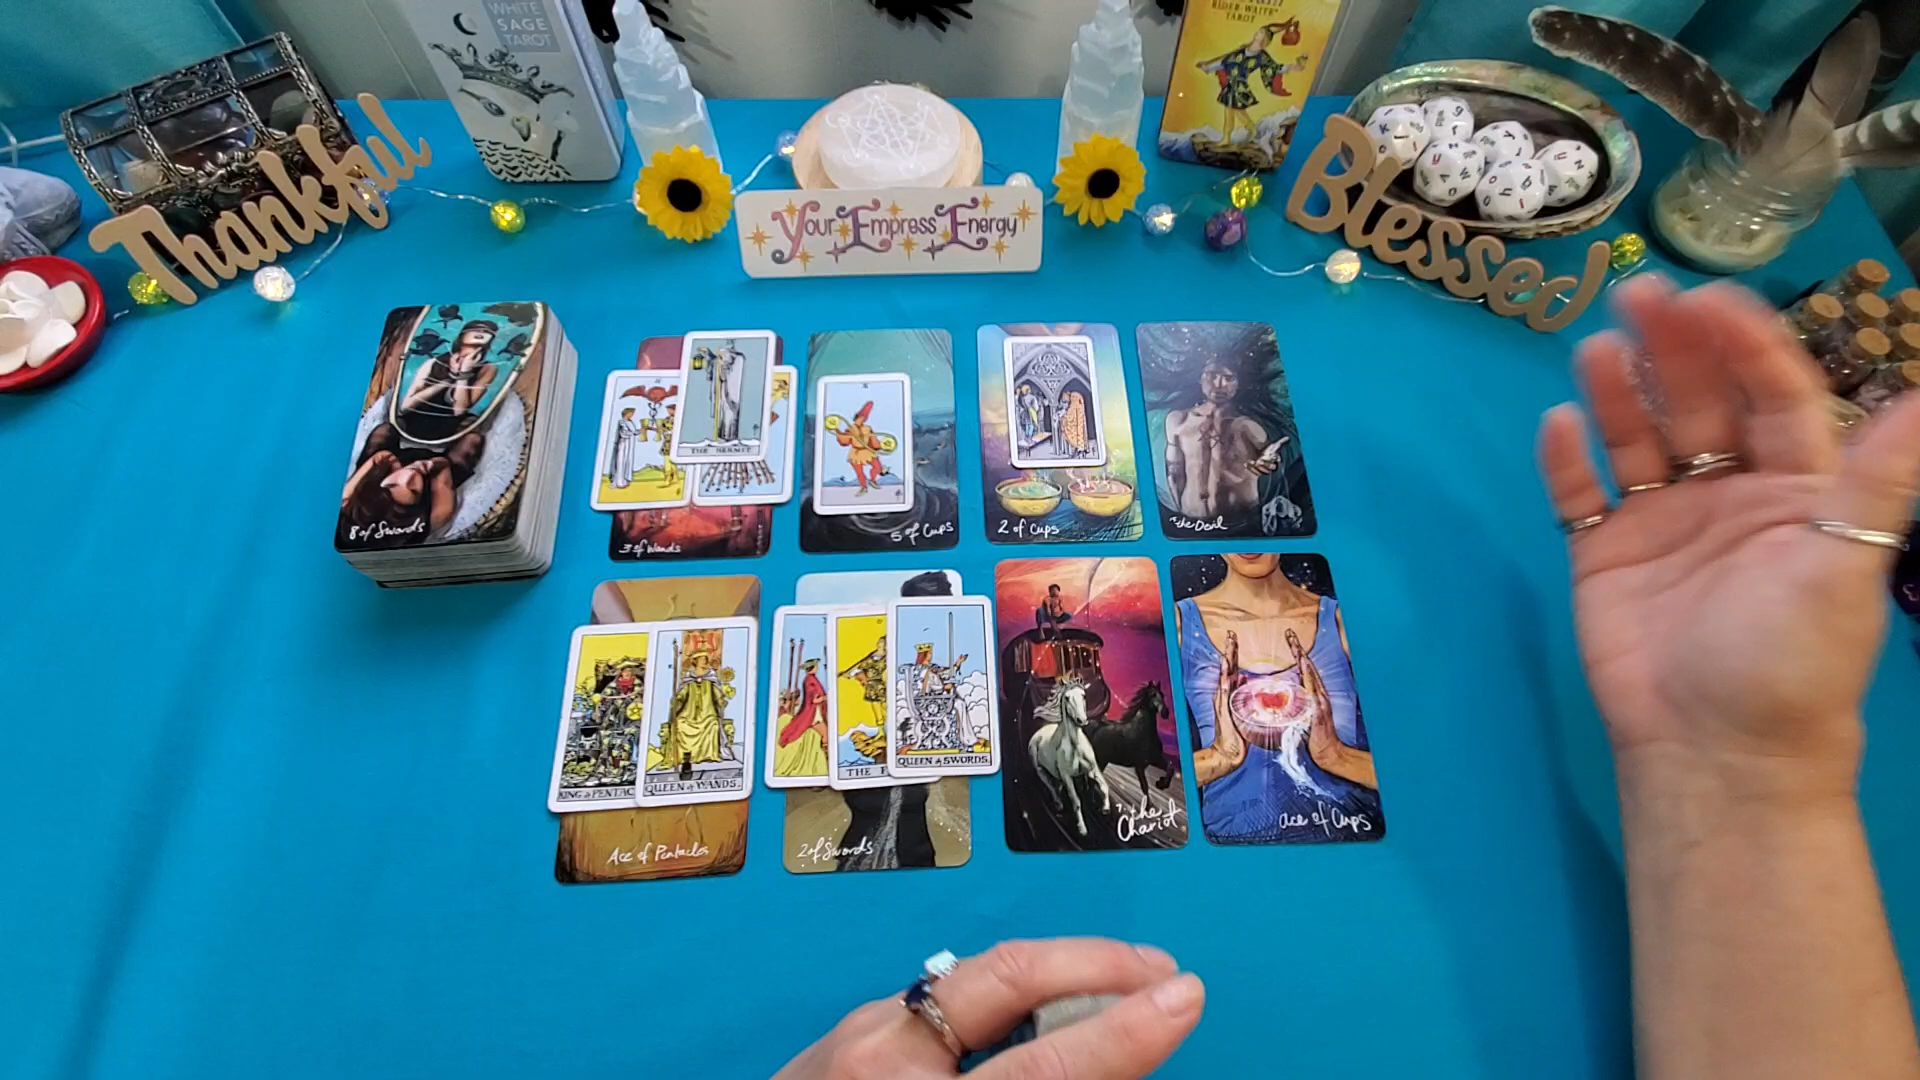 WHITE
SAGE
TAROT
RIDER-WAITE
TAROT
Thankful
Your Empress Energy
Blessed
8 of Swords
THE HERMIT
3 of Wands
X
5 of Cups
2 of Cups
The Devil
KING of PENTAC
QUEEN of WANDS.
Ace of Pentacles
THE F
QUEEN of SWORDS.
2 of Swords
7. the
Chariot
ace of Cups